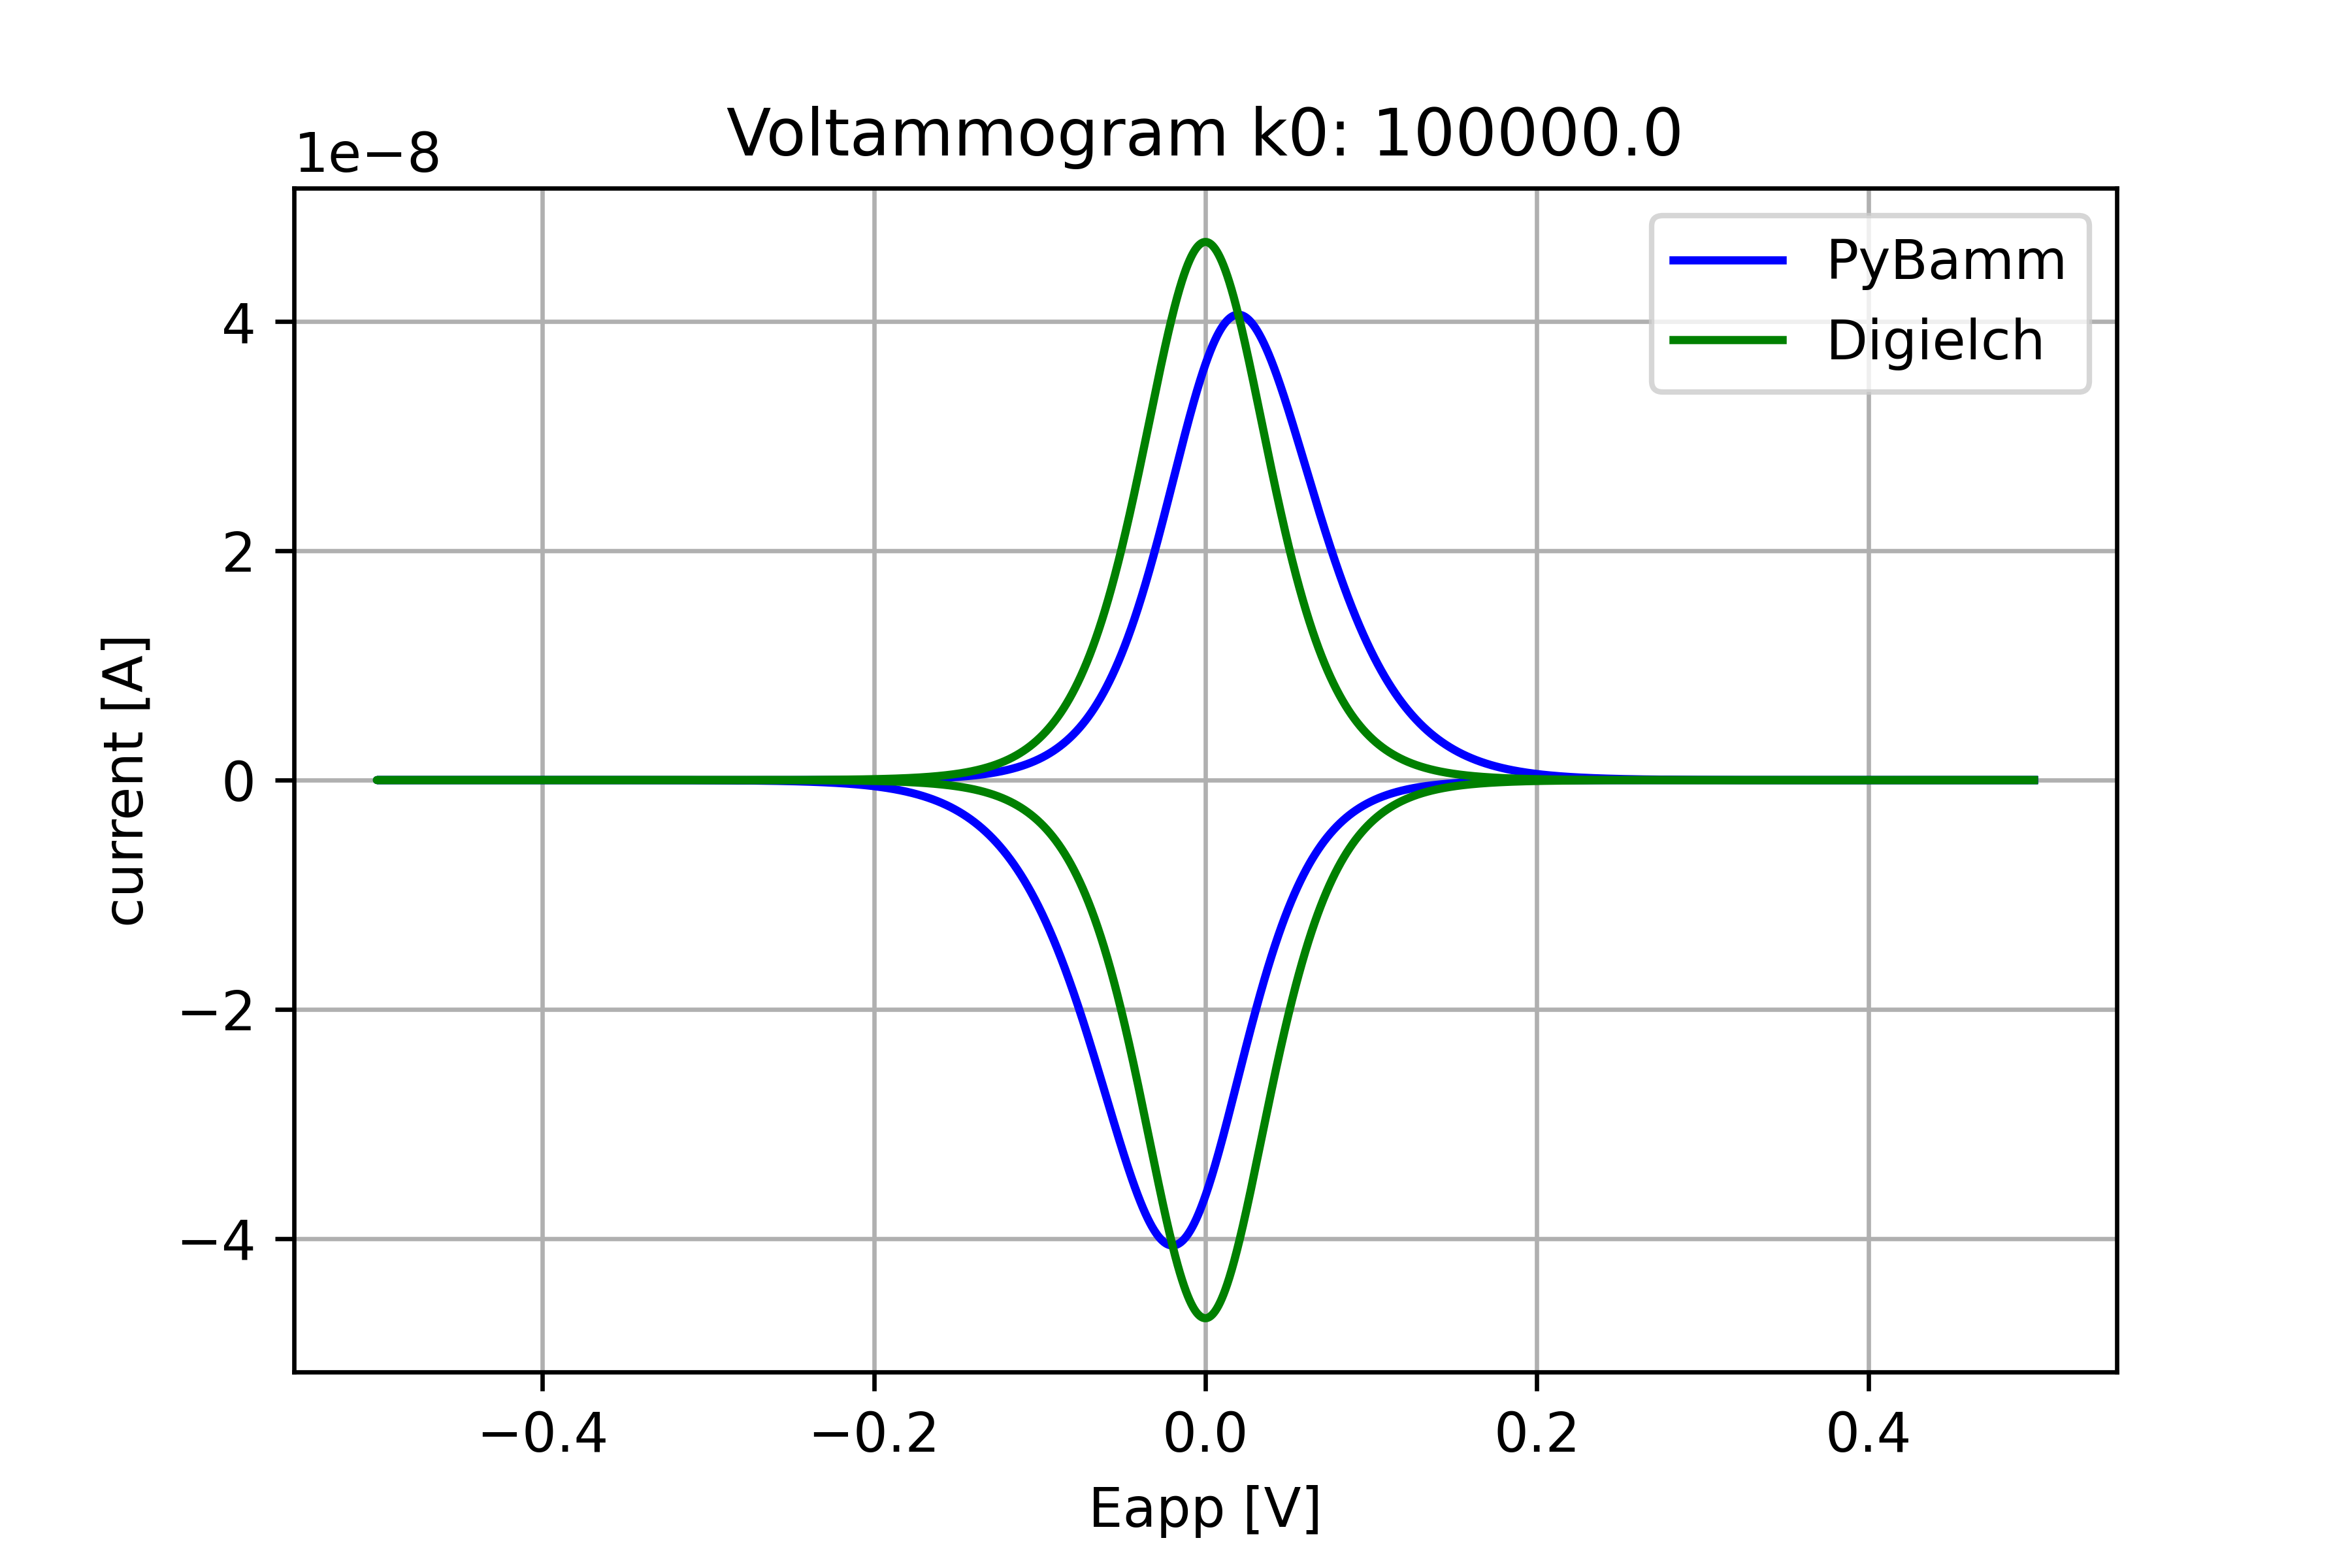 Voltammogram k0: 100000.0
1e−8
PyBamm
Digielch
4
2
0
−2
−4
current [A]
−0.4 −0.2 0.0 0.2 0.4
Eapp [V]